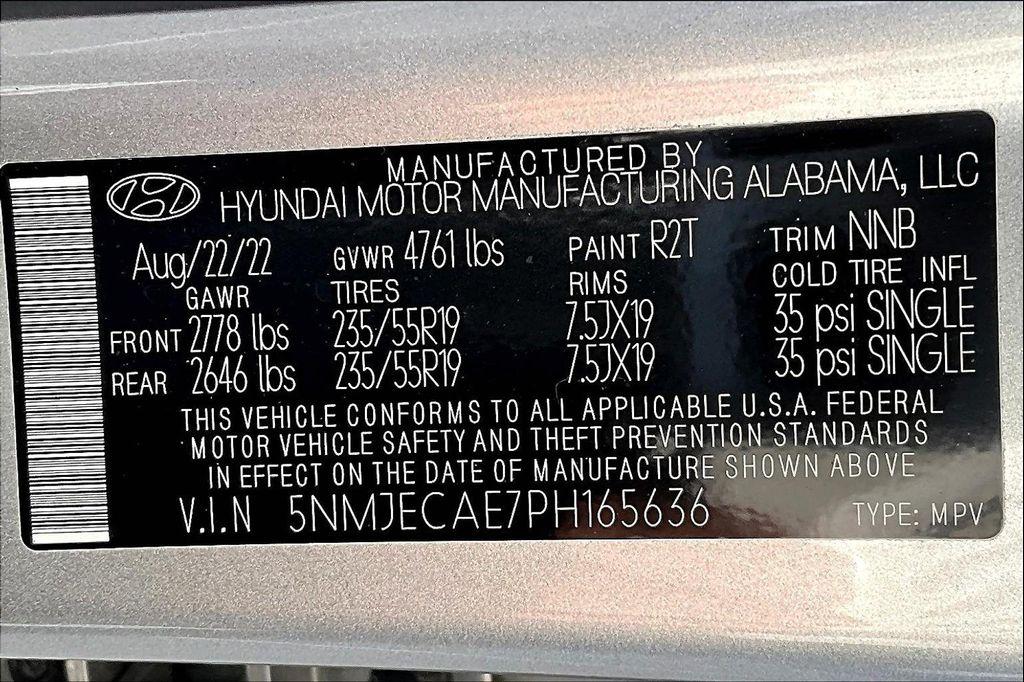 MANUFACTURED BY
HYUNDAI MOTOR MANUFACTURING ALABAMA, LLC
Aug/22/22 GVWR 4761 lbs PAINT R2T TRIM NNB
GAWR TIRES RIMS COLD TIRE INFL
FRONT 2778 lbs 235/55R19 7.5JX19 35 psi SINGLE
REAR 2646 lbs 235/55R19 7.5JX19 35 psi SINGLE
THIS VEHICLE CONFORMS TO ALL APPLICABLE U.S.A. FEDERAL
MOTOR VEHICLE SAFETY AND THEFT PREVENTION STANDARDS
IN EFFECT ON THE DATE OF MANUFACTURE SHOWN ABOVE
V.I.N 5NMJECAE7PH165636 TYPE: MPV